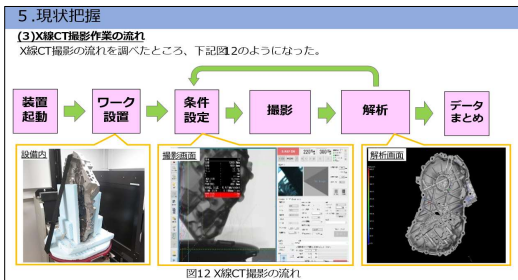 5.現状把握
(3)X線CT撮影作業の流れ
X線CT撮影の流れを調べたところ、下記図12のようになった。
装置
起動
ワーク
設置
条件
設定
撮影
解析
データ
まとめ
設備内
撮影画面
解析画面
図12 X線CT撮影の流れ